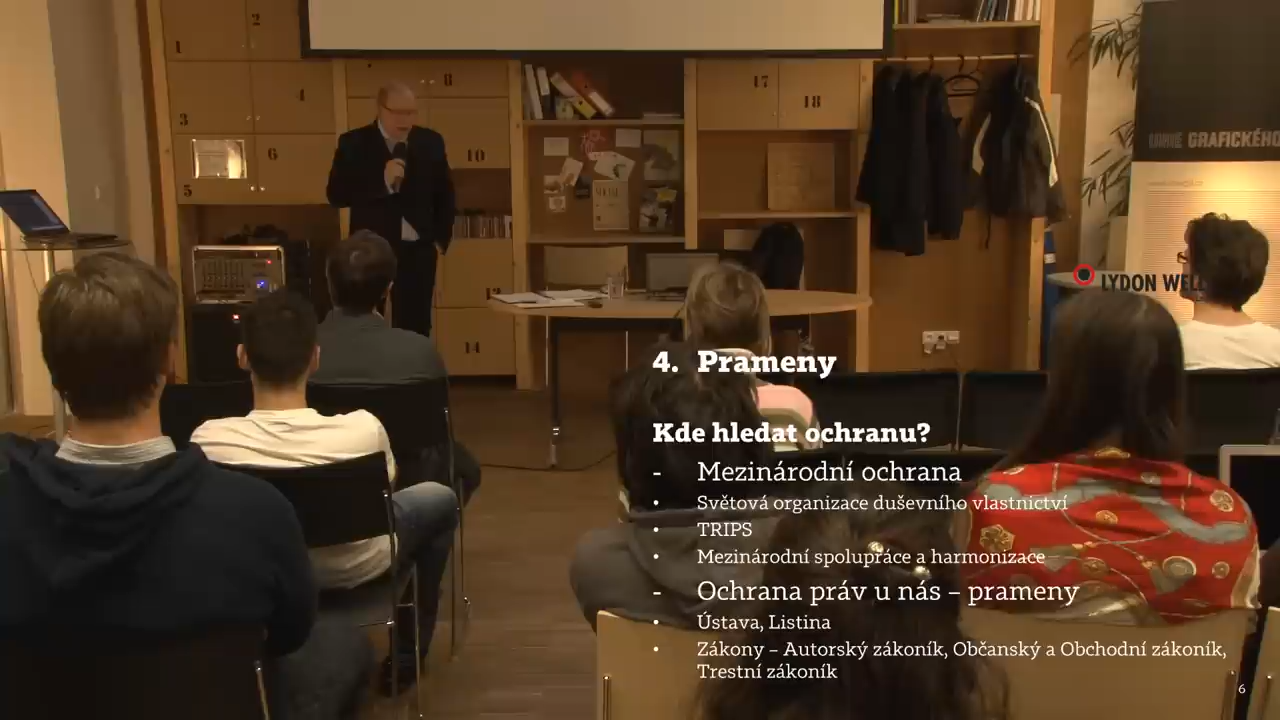 2
1
8
17
4
18
3
GRAFICKÉHO
6
10
5
LYDON WEL
12
14
4. Prameny
Kde hledat ochranu?
- Mezinárodní ochrana
• Světová organizace duševního vlastnictví
• TRIPS
• Mezinárodní spolupráce a harmonizace
- Ochrana práv u nás – prameny
• Ústava, Listina
• Zákony – Autorský zákoník, Občanský a Obchodní zákoník,
Trestní zákoník
6